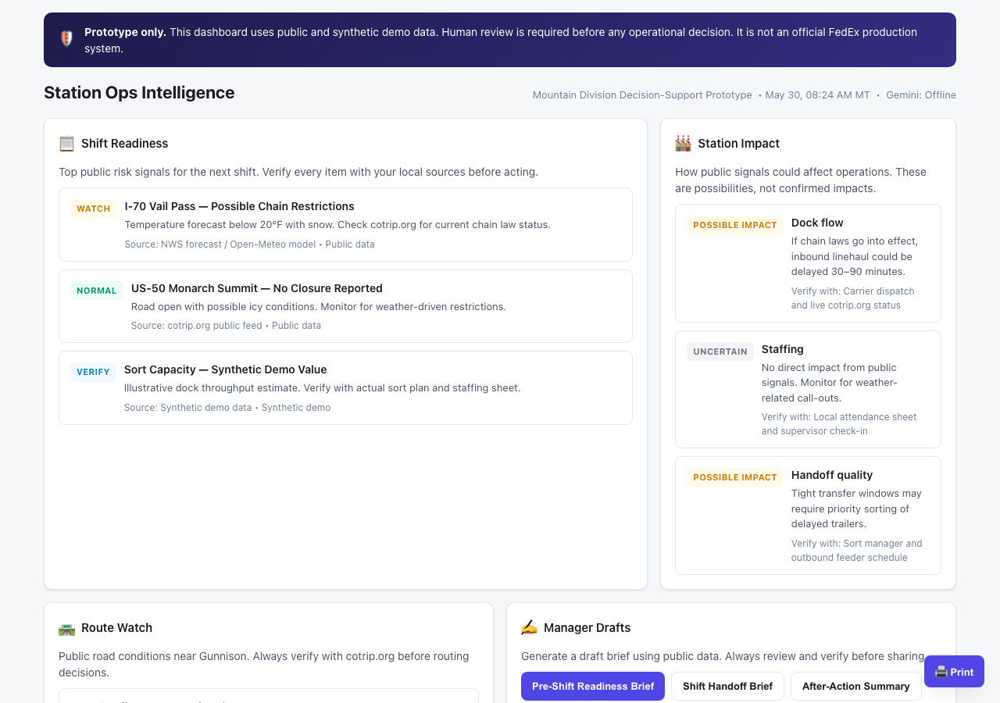 Prototype only. This dashboard uses public and synthetic demo data. Human review is required before any operational decision. It is not an official FedEx production
system.
Station Ops Intelligence
Mountain Division Decision-Support Prototype • May 30, 08:24 AM MT • Gemini: Offline
Shift Readiness
Top public risk signals for the next shift. Verify every item with your local sources before acting.
WATCH
I-70 Vail Pass — Possible Chain Restrictions
Temperature forecast below 20°F with snow. Check cotrip.org for current chain law status.
Source: NWS forecast / Open-Meteo model • Public data
NORMAL
US-50 Monarch Summit — No Closure Reported
Road open with possible icy conditions. Monitor for weather-driven restrictions.
Source: cotrip.org public feed • Public data
VERIFY
Sort Capacity — Synthetic Demo Value
Illustrative dock throughput estimate. Verify with actual sort plan and staffing sheet.
Source: Synthetic demo data • Synthetic demo
Station Impact
How public signals could affect operations. These
are possibilities, not confirmed impacts.
POSSIBLE IMPACT
Dock flow
If chain laws go into effect,
inbound linehaul could be
delayed 30–90 minutes.
Verify with: Carrier dispatch
and live cotrip.org status
UNCERTAIN
Staffing
No direct impact from public
signals. Monitor for weather-
related call-outs.
Verify with: Local attendance sheet
and supervisor check-in
POSSIBLE IMPACT
Handoff quality
Tight transfer windows may
require priority sorting of
delayed trailers.
Verify with: Sort manager and
outbound feeder schedule
Route Watch
Public road conditions near Gunnison. Always verify with cotrip.org before routing
decisions.
Manager Drafts
Generate a draft brief using public data. Always review and verify before sharing.
Pre-Shift Readiness Brief
Shift Handoff Brief
After-Action Summary
Print